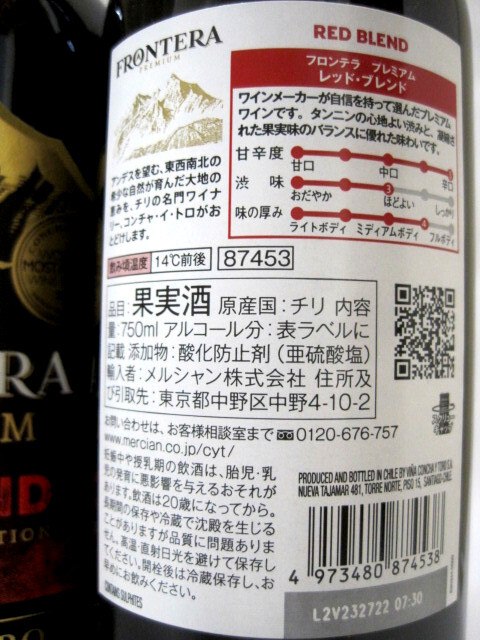 FRONTERA
PREMIUM
アンデスを望む、東西南北の
希少な自然が育んだ大地の
恵みを、チリの名門ワイナ
リー、コンチャ・イ・トロがお
とどけします。
RED BLEND
フロンテラ プレミアム
レッド・ブレンド
ワインメーカーが自信を持って選んだプレミアム
ワインです。タンニンの心地よい渋みと、凝縮さ
れた果実味のバランスに優れた味わいです。
甘辛度
甘口 中口 辛口
渋味
3
おだやか ほどよい しっかり
味の厚み
4
ライトボディ ミディアムボディ フルボディ
飲み頃温度 14℃前後 87453
品目:果実酒 原産国:チリ 内容
量:750ml アルコール分:表ラベルに
記載 添加物:酸化防止剤(亜硫酸塩)
輸入者:メルシャン株式会社 住所及
び引取先:東京都中野区中野4-10-2
お問い合わせは、お客様相談室まで 0120-676-757
www.mercian.co.jp/cyt/
妊娠中や授乳期の飲酒は、胎児・乳
児の発育に悪影響を与えるおそれが
あります。飲酒は20歳になってから。
長期間の保存や冷蔵で沈殿を生じる
ことがありますが品質に問題ありま
せん。高温・直射日光を避けて保存し
てください。開栓後は冷蔵保存し、お
早めにお飲みください。
CONTAINS SULPHITES
PRODUCED AND BOTTLED IN CHILE BY VIÑA CONCHA Y TORO S.A.
NUEVA TAJAMAR 481, TORRE NORTE, PISO 15, SANTIAGO-CHILE.
4 973480 874538
L2V232722 07:30